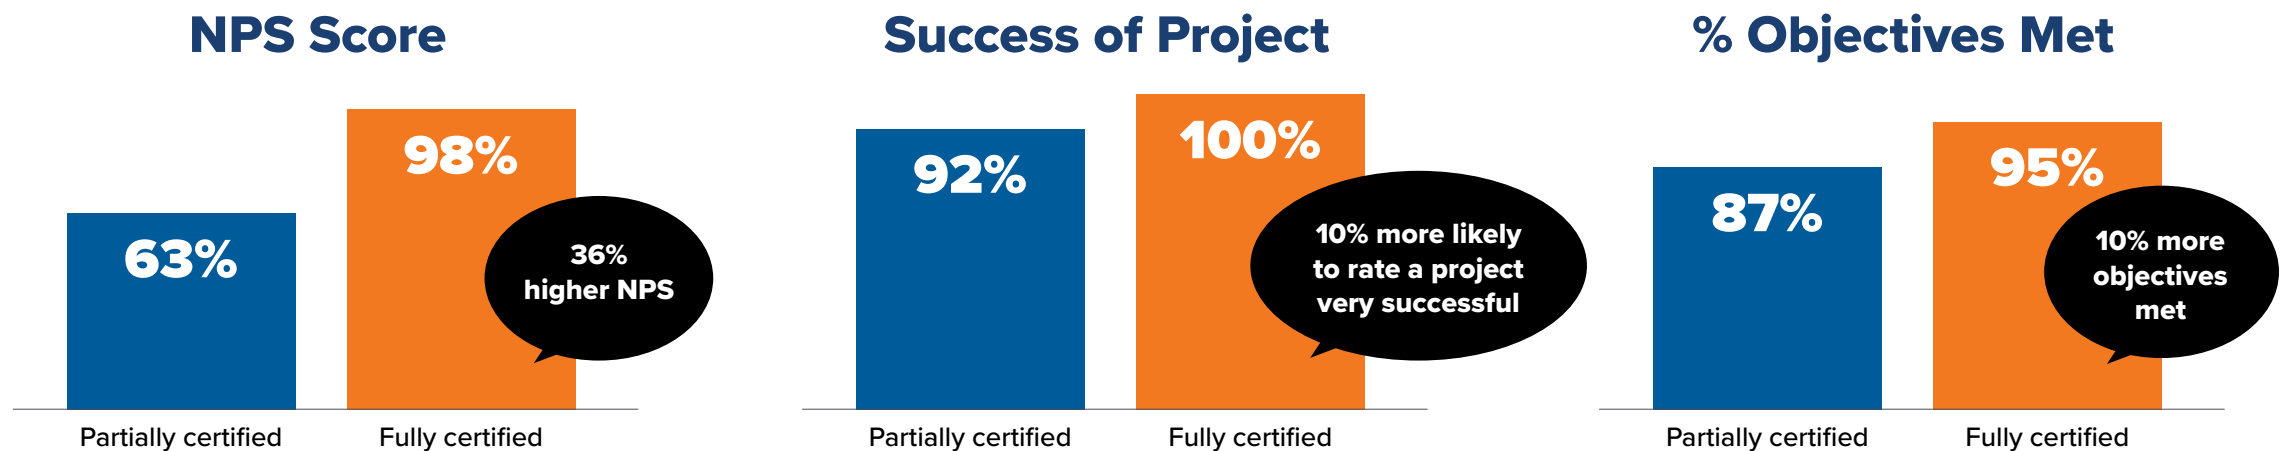 NPS Score
98%
63%
36%
higher NPS
Partially certified
Fully certified
Success of Project
100%
92%
10% more likely
to rate a project
very successful
Partially certified
Fully certified
% Objectives Met
95%
87%
10% more
objectives
met
Partially certified
Fully certified